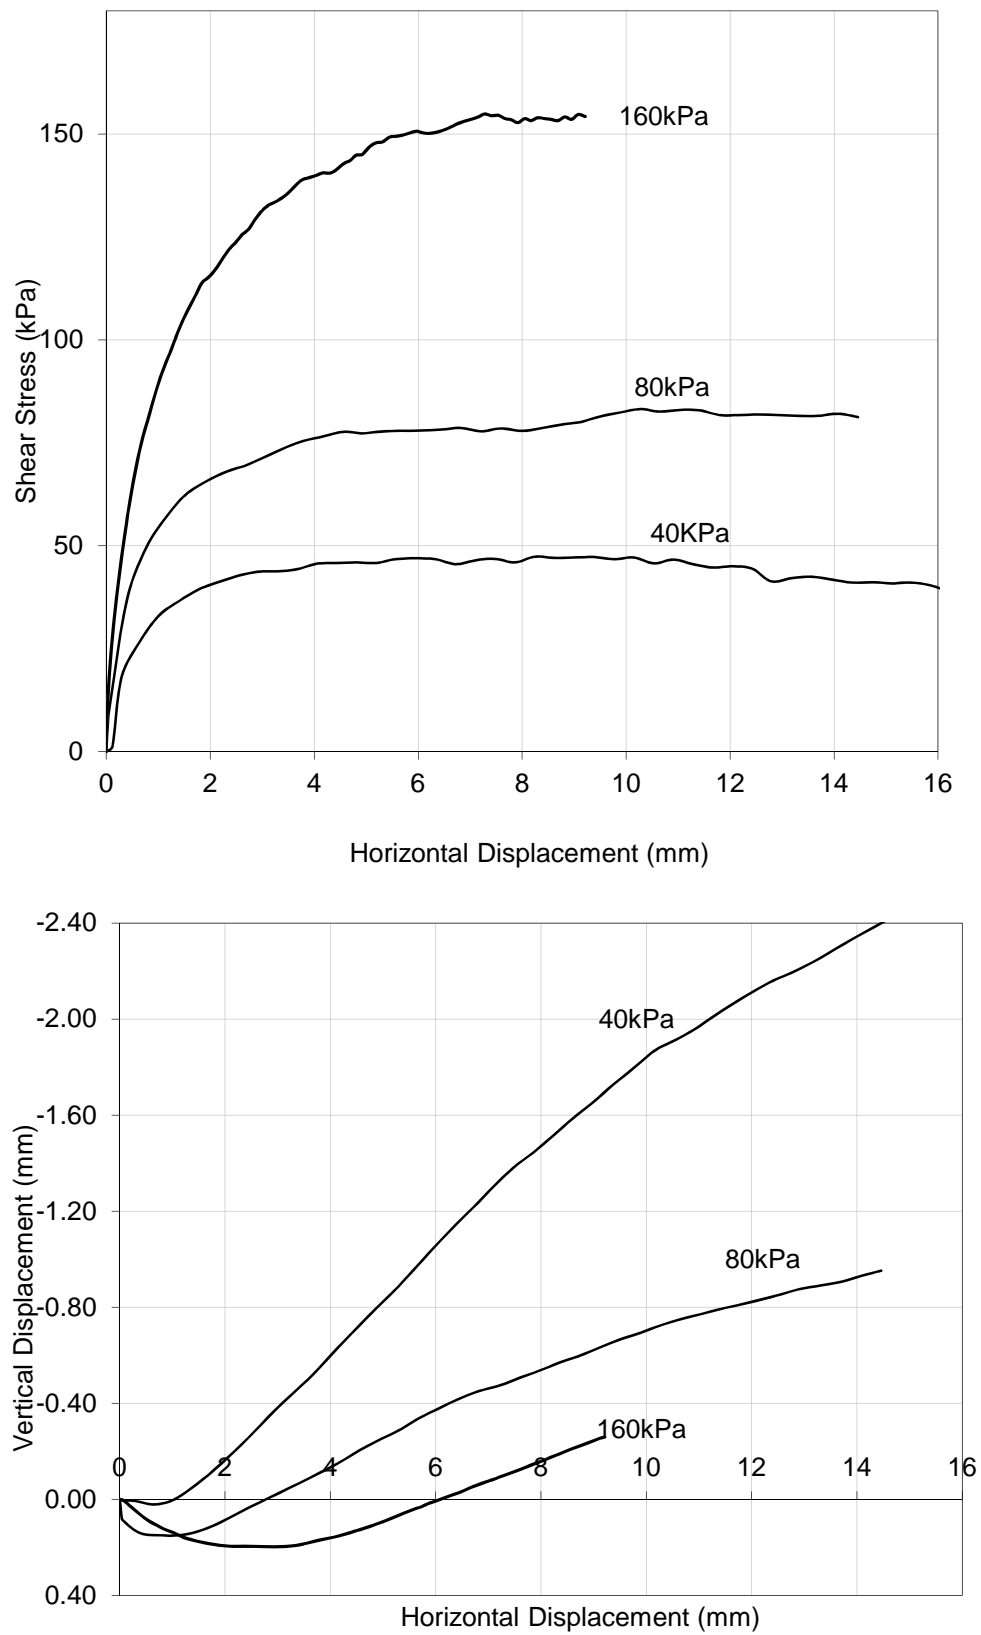 160kPa
150
Shear Stress (kPa)
100
80kPa
40KPa
50
0
0 2 4 6 8 10 12 14 16
Horizontal Displacement (mm)
-2.40
-2.00
40kPa
-1.60
Vertical Displacement (mm)
-1.20
80kPa
-0.80
-0.40
160kPa
0 2 4 6 8 10 12 14 16
0.00
0.40
Horizontal Displacement (mm)